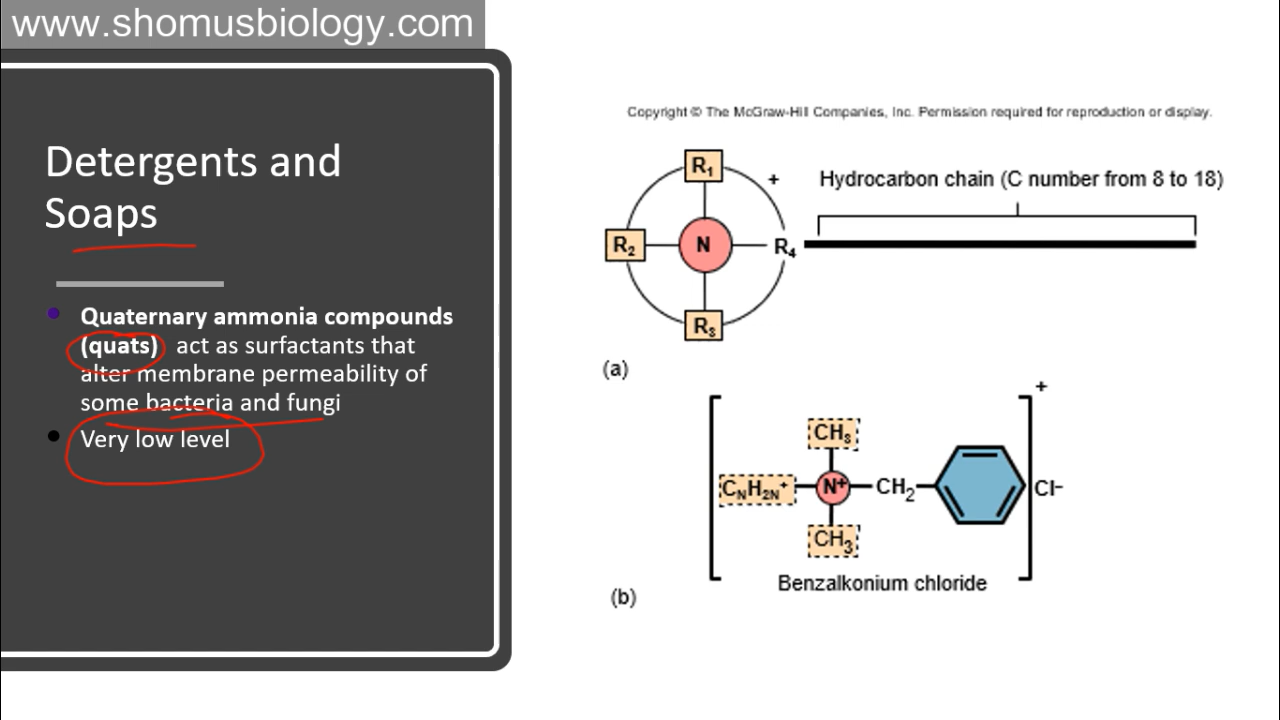 www.shomusbiology.com
Detergents and
Soaps
Quaternary ammonia compounds
(quats) act as surfactants that
alter membrane permeability of
some bacteria and fungi
Very low level
Copyright © The McGraw-Hill Companies, Inc. Permission required for reproduction or display.
R₁
+
Hydrocarbon chain (C number from 8 to 18)
R₂
N
R₄
R₃
(a)
+
CH₃
CₙH₂ₙ⁺
N⁺
CH₂
Cl⁻
CH₃
Benzalkonium chloride
(b)